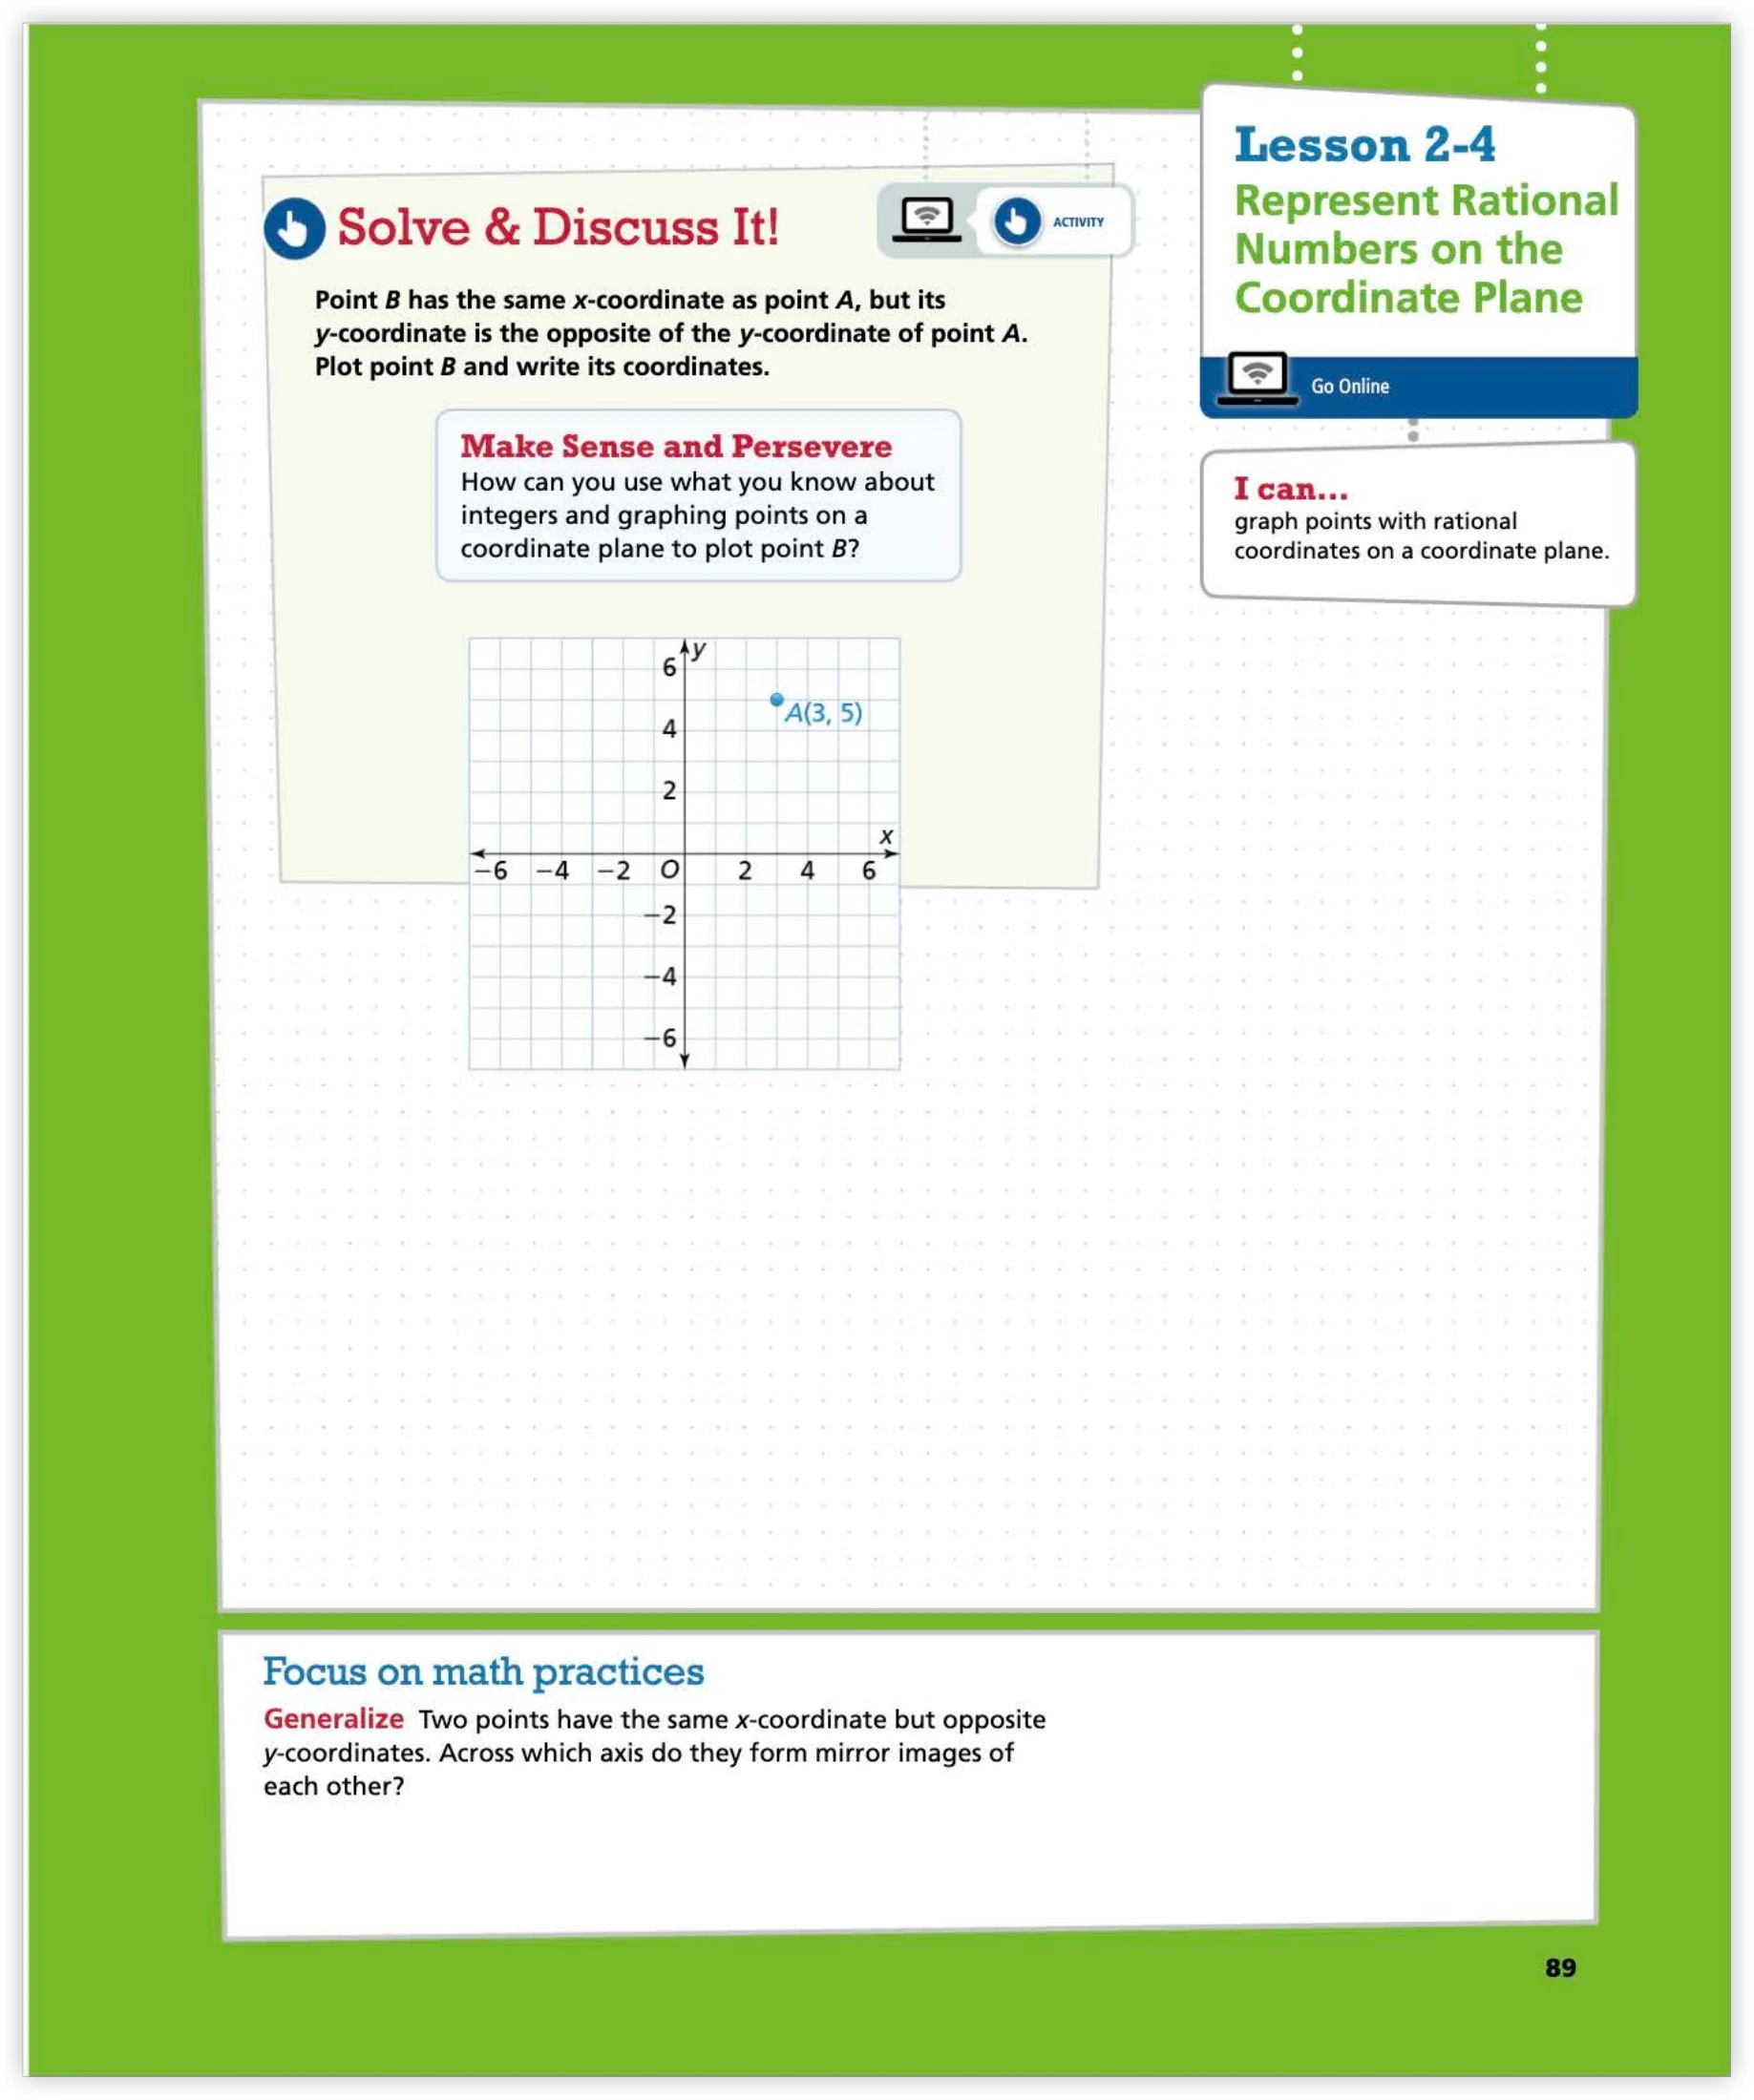 Lesson 2-4
Represent Rational
Numbers on the
Coordinate Plane
Go Online
I can...
graph points with rational
coordinates on a coordinate plane.
Solve & Discuss It!
ACTIVITY
Point B has the same x-coordinate as point A, but its
y-coordinate is the opposite of the y-coordinate of point A.
Plot point B and write its coordinates.
Make Sense and Persevere
How can you use what you know about
integers and graphing points on a
coordinate plane to plot point B?
y
6
A(3, 5)
4
2
x
−6 −4 −2 O 2 4 6
−2
−4
−6
Focus on math practices
Generalize Two points have the same x-coordinate but opposite
y-coordinates. Across which axis do they form mirror images of
each other?
89